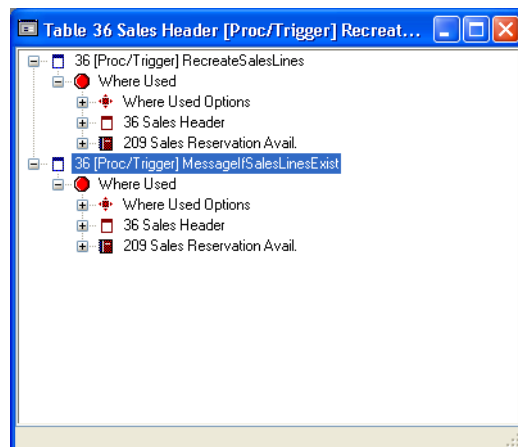 Table 36 Sales Header [Proc/Trigger] Recreat...
36 [Proc/Trigger] RecreateSalesLines
Where Used
Where Used Options
36 Sales Header
209 Sales Reservation Avail.
36 [Proc/Trigger] MessageIfSalesLinesExist
Where Used
Where Used Options
36 Sales Header
209 Sales Reservation Avail.